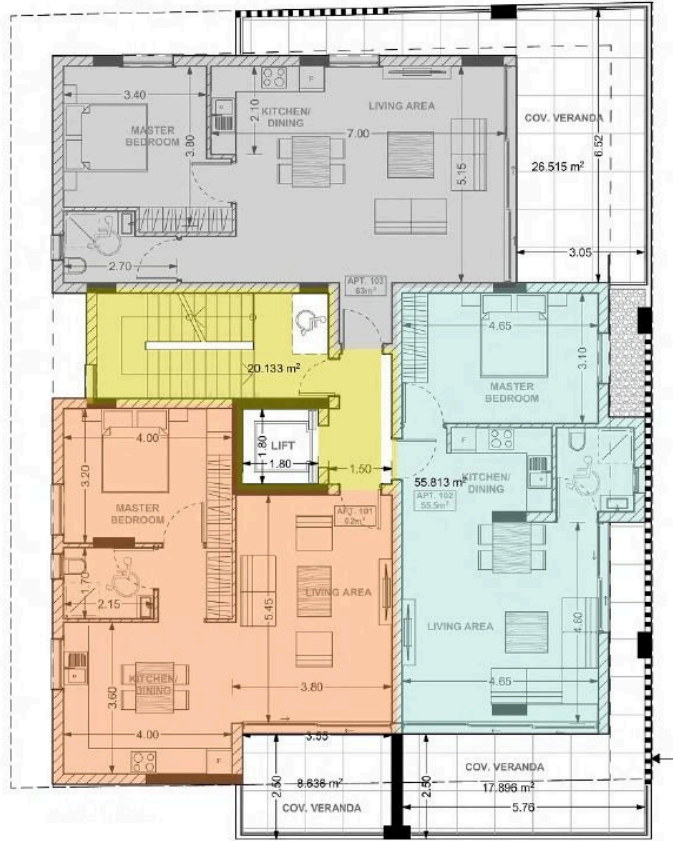 3.40
MASTER
BEDROOM
3.80
2.10
KITCHEN/
DINING
F
LIVING AREA
7.00
5.15
COV. VERANDA
6.52
26.515 m²
3.05
2.70
APT. 103
63m²
20.133 m²
4.65
3.10
MASTER
BEDROOM
4.00
3.20
MASTER
BEDROOM
1.80
LIFT
1.80
1.50
F
KITCHEN/
DINING
55.813 m²
APT. 102
55.5m²
APT. 101
62m²
1.70
2.15
5.45
LIVING AREA
3.80
KITCHEN/
DINING
3.60
4.00
F
LIVING AREA
4.60
4.65
3.55
2.50
8.636 m²
COV. VERANDA
2.50
COV. VERANDA
17.896 m²
5.76